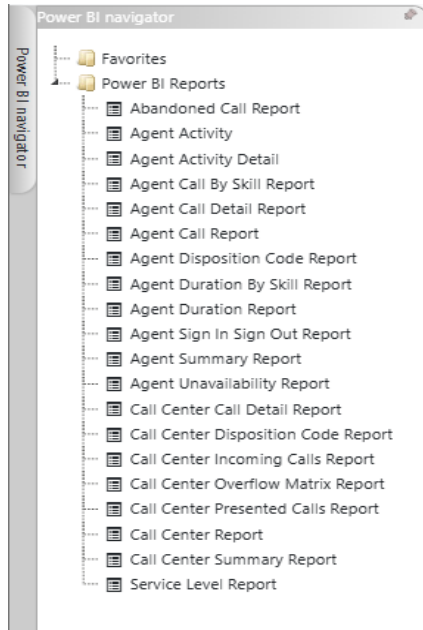 Power BI navigator
Power BI navigator
Favorites
Power BI Reports
Abandoned Call Report
Agent Activity
Agent Activity Detail
Agent Call By Skill Report
Agent Call Detail Report
Agent Call Report
Agent Disposition Code Report
Agent Duration By Skill Report
Agent Duration Report
Agent Sign In Sign Out Report
Agent Summary Report
Agent Unavailability Report
Call Center Call Detail Report
Call Center Disposition Code Report
Call Center Incoming Calls Report
Call Center Overflow Matrix Report
Call Center Presented Calls Report
Call Center Report
Call Center Summary Report
Service Level Report